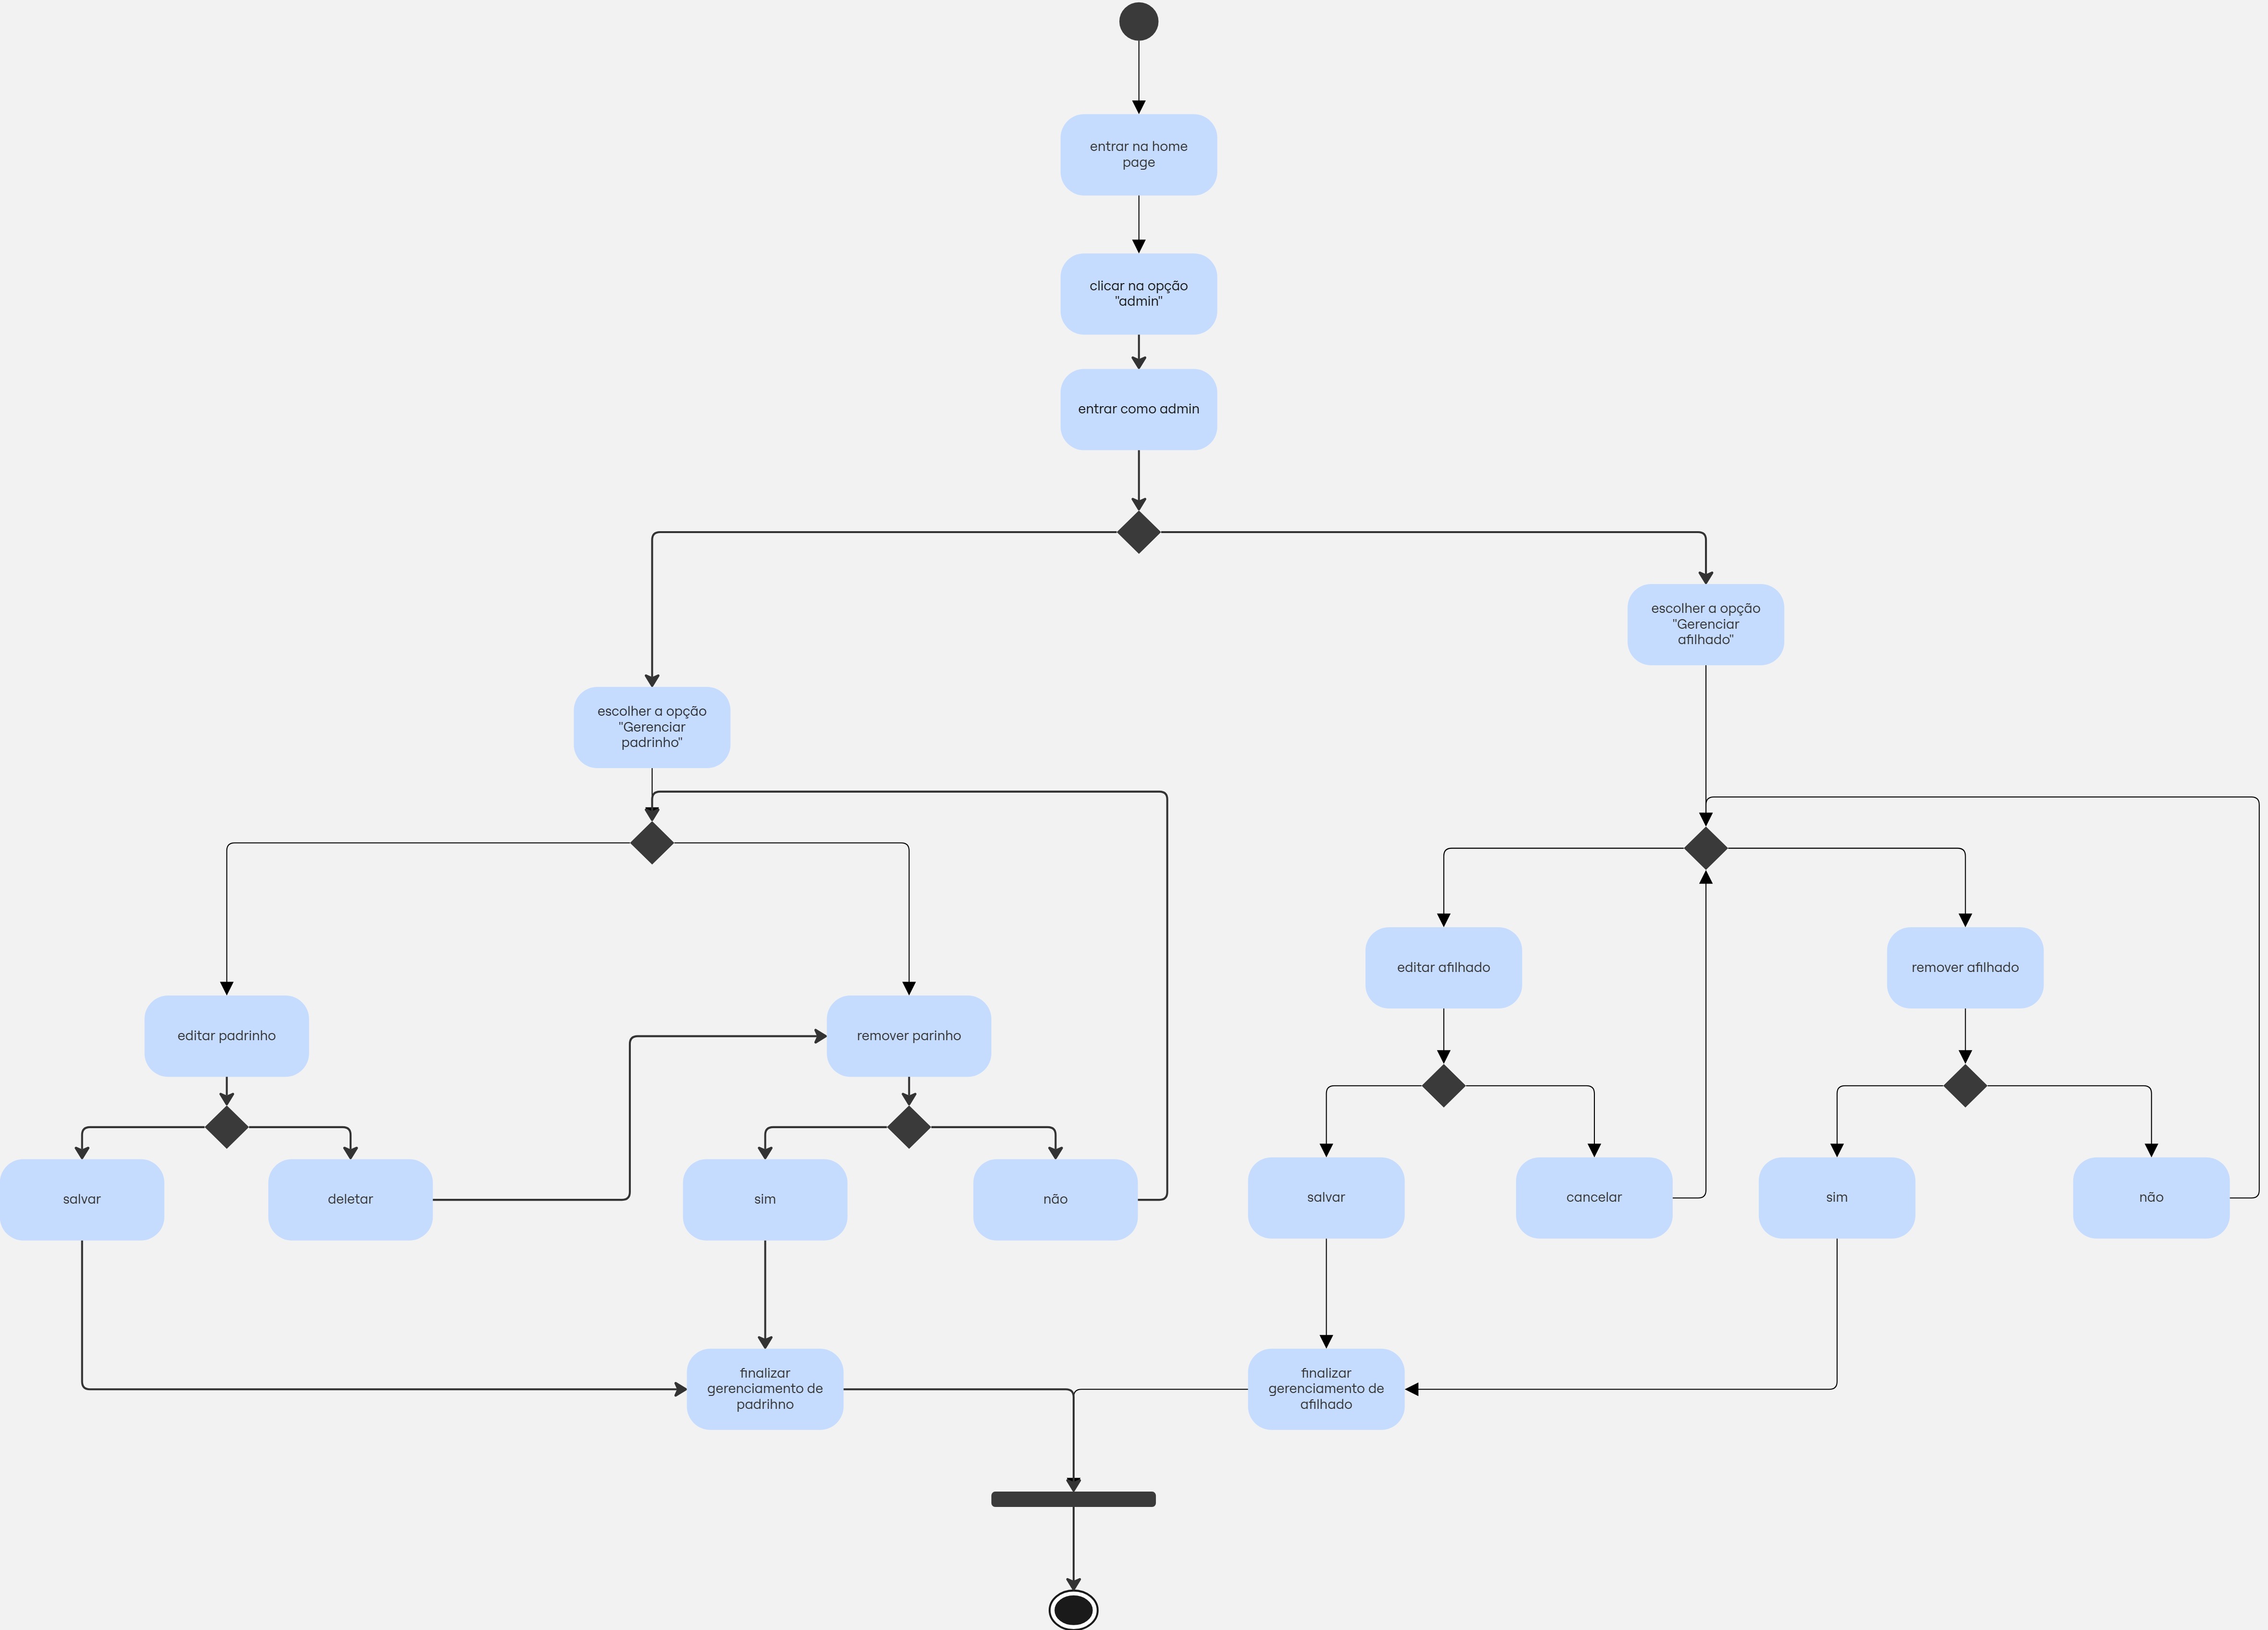 entrar na home
page
clicar na opção
"admin"
entrar como admin
escolher a opção
"Gerenciar
afilhado"
escolher a opção
"Gerenciar
padrinho"
editar afilhado
remover afilhado
editar padrinho
remover parinho
salvar
deletar
sim
não
salvar
cancelar
sim
não
finalizar
gerenciamento de
padrihno
finalizar
gerenciamento de
afilhado